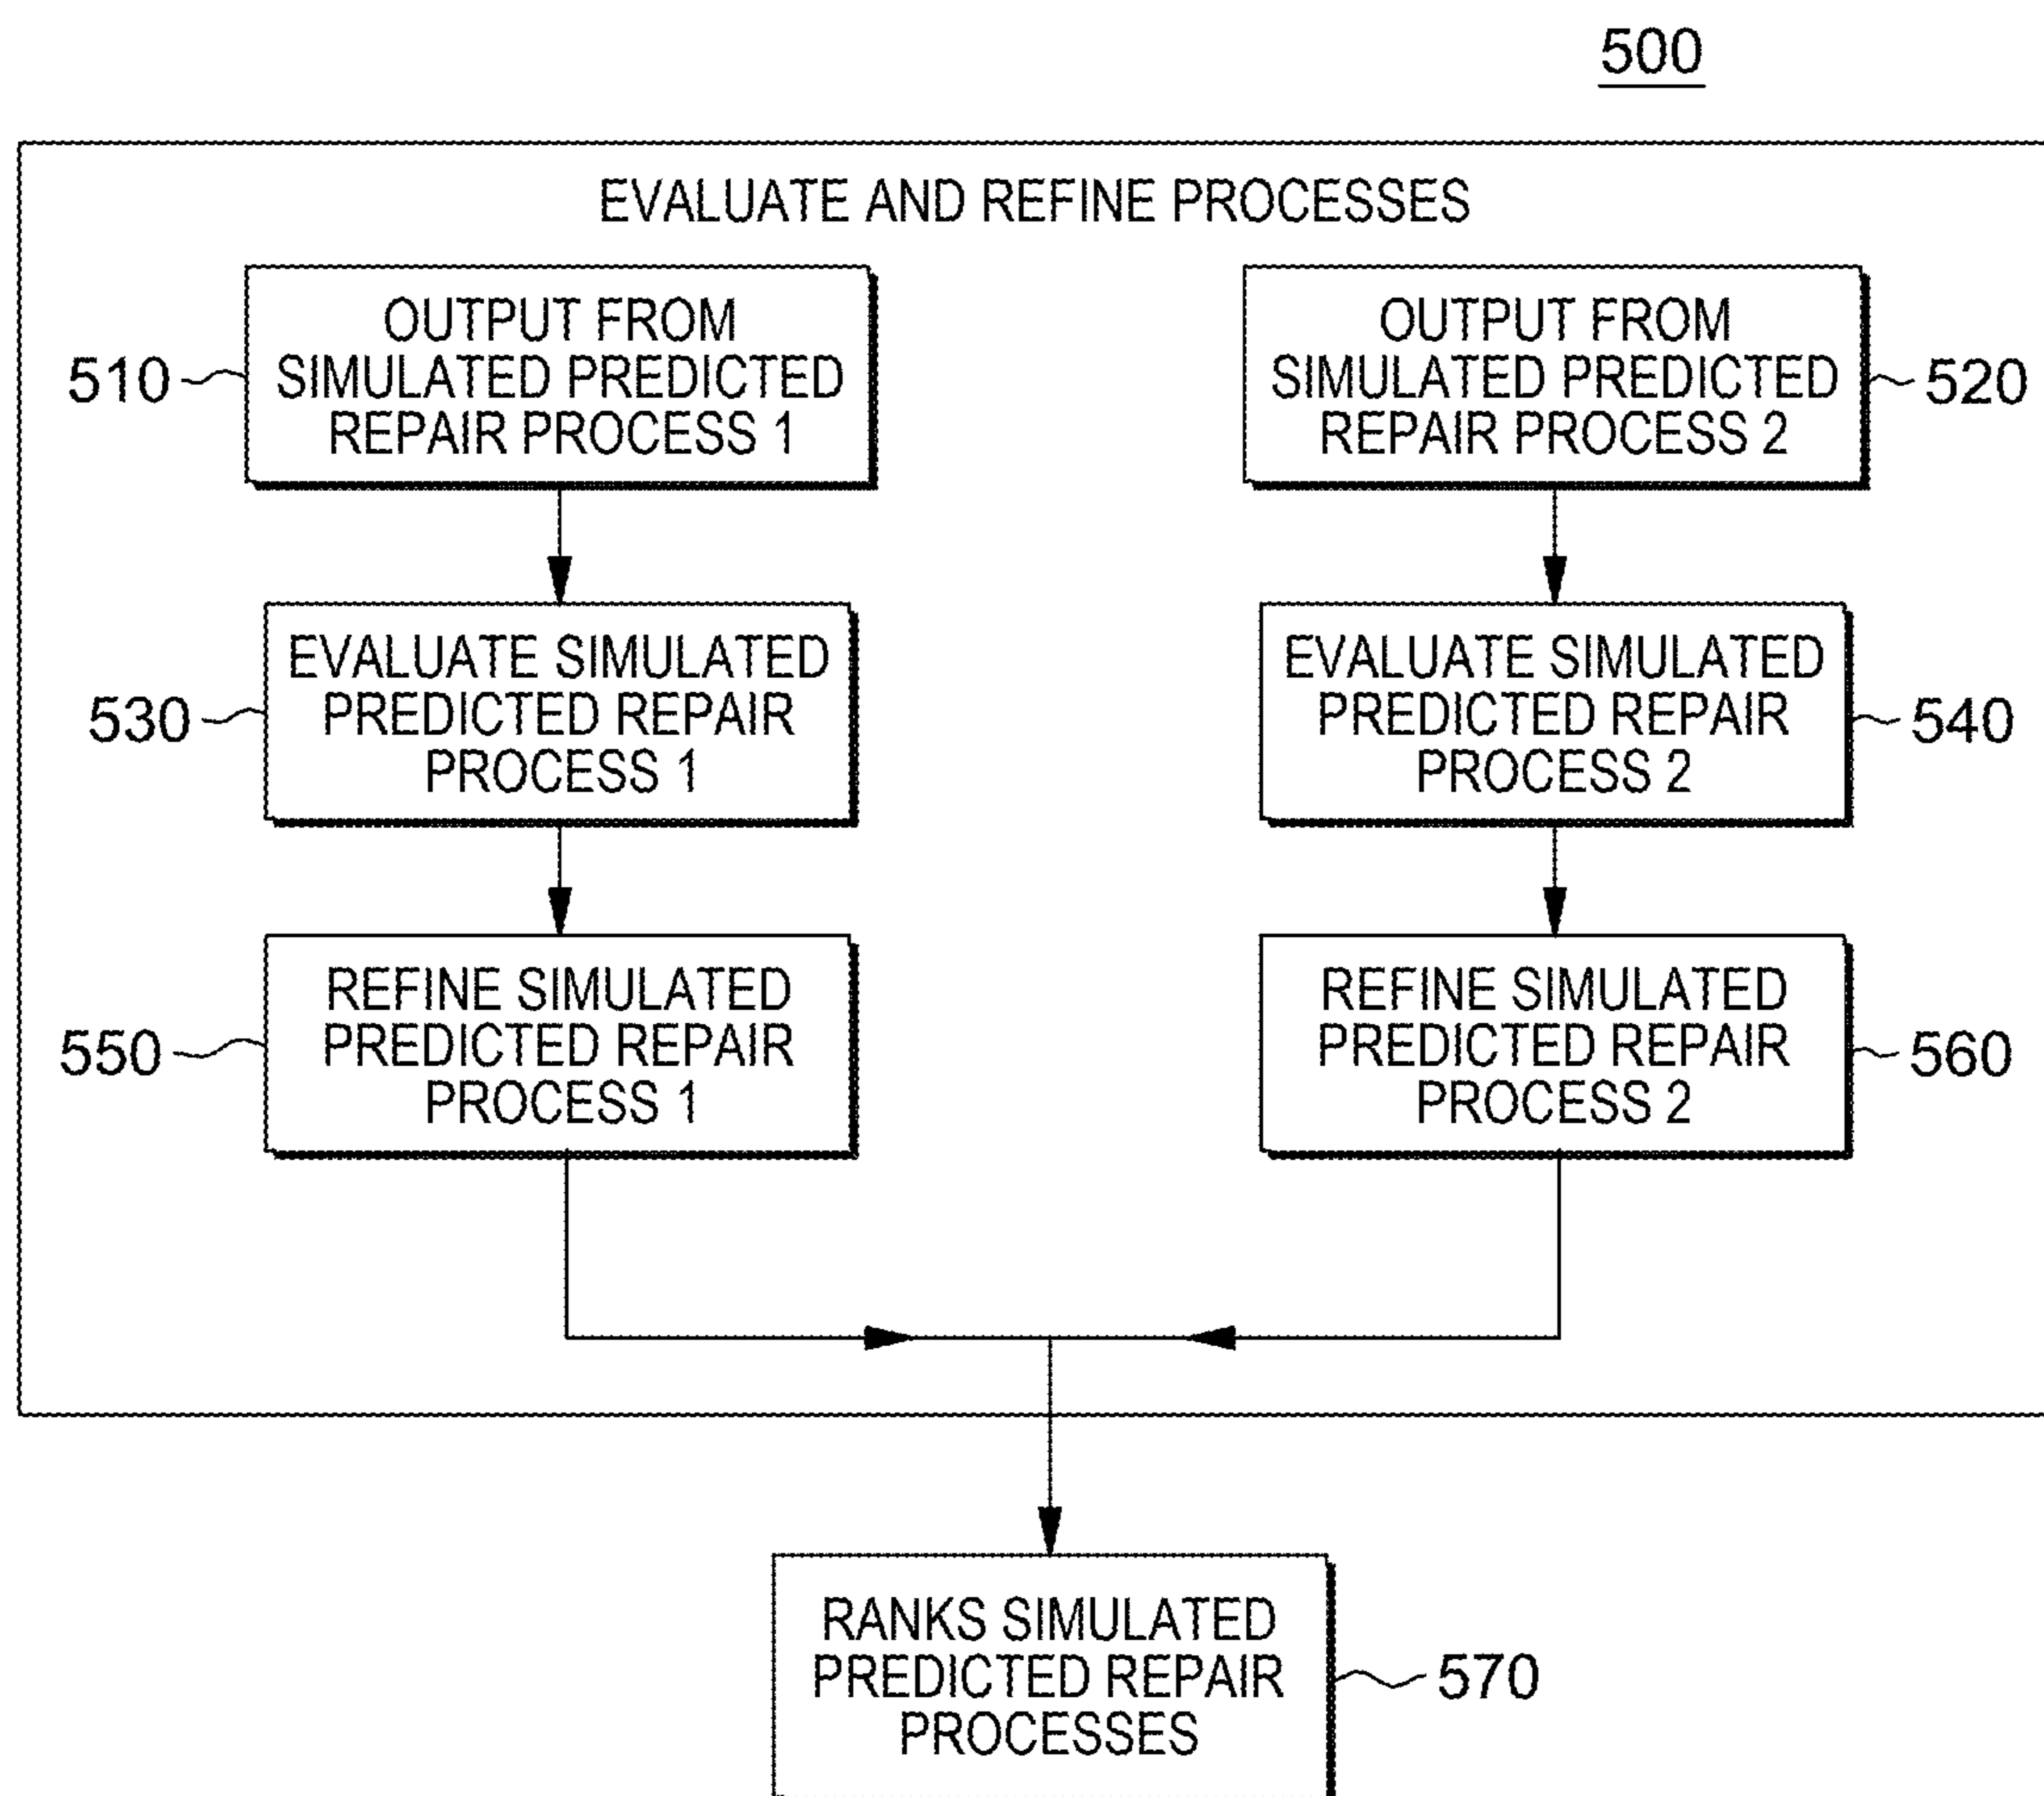 500
EVALUATE AND REFINE PROCESSES
OUTPUT FROM
SIMULATED PREDICTED
REPAIR PROCESS 1
510
OUTPUT FROM
SIMULATED PREDICTED
REPAIR PROCESS 2
520
EVALUATE SIMULATED
PREDICTED REPAIR
PROCESS 1
530
EVALUATE SIMULATED
PREDICTED REPAIR
PROCESS 2
540
REFINE SIMULATED
PREDICTED REPAIR
PROCESS 1
550
REFINE SIMULATED
PREDICTED REPAIR
PROCESS 2
560
RANKS SIMULATED
PREDICTED REPAIR
PROCESSES
570